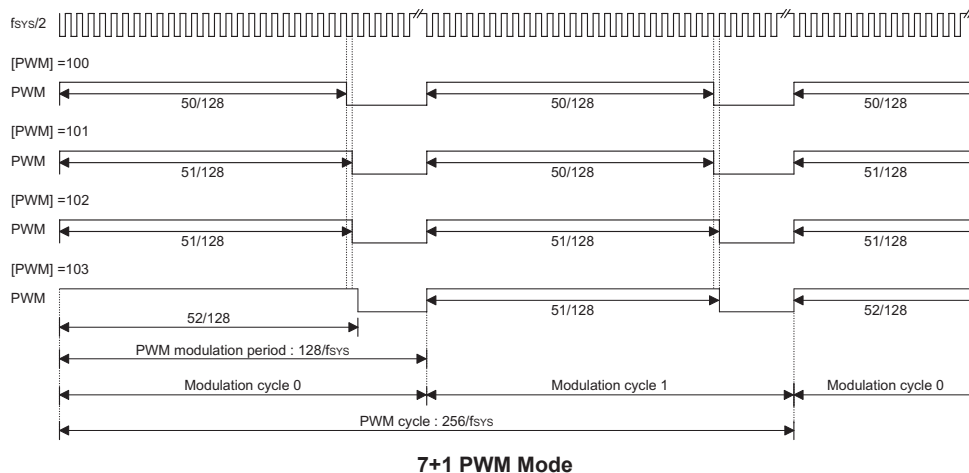 fSYS/2
[PWM] =100
PWM
50/128
50/128
50/128
[PWM] =101
PWM
51/128
50/128
51/128
[PWM] =102
PWM
51/128
51/128
51/128
[PWM] =103
PWM
52/128
51/128
52/128
PWM modulation period : 128/fSYS
Modulation cycle 0
Modulation cycle 1
Modulation cycle 0
PWM cycle : 256/fSYS
7+1 PWM Mode